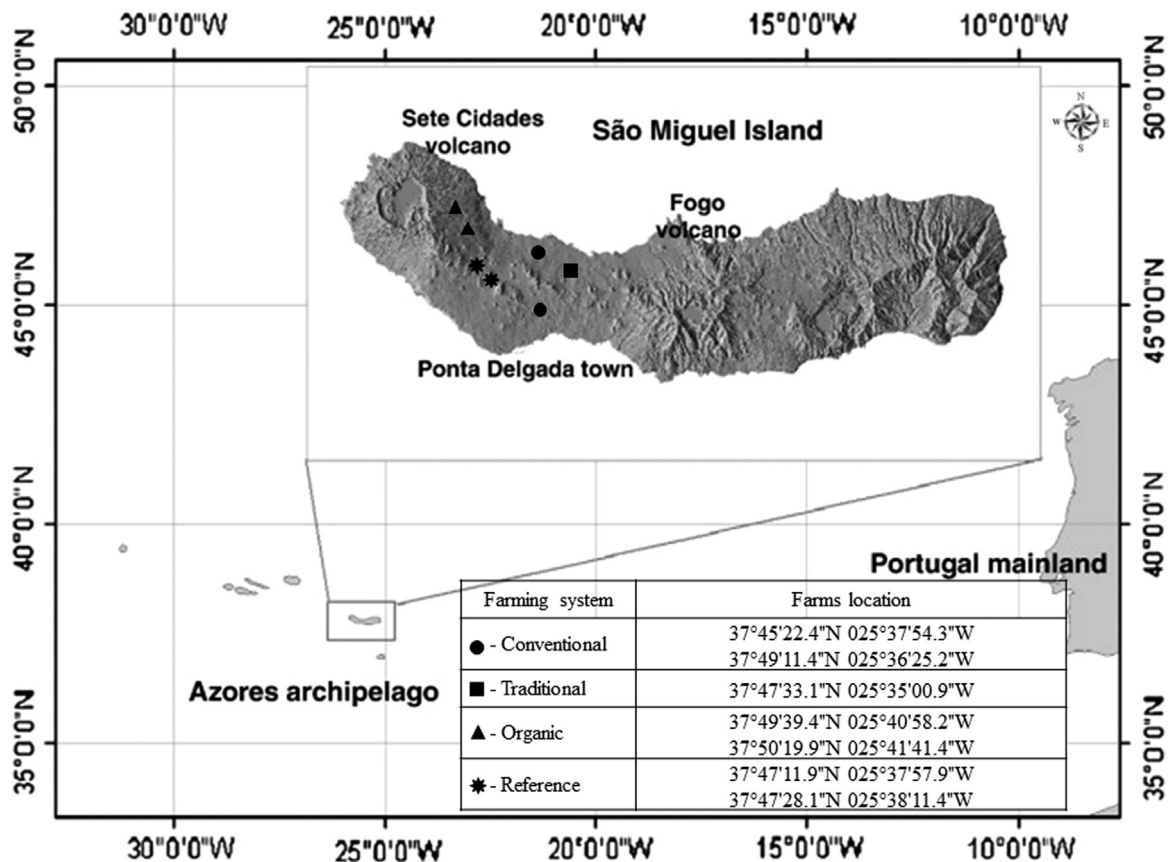 30°0'0"W 25°0'0"W 20°0'0"W 15°0'0"W 10°0'0"W
50°0'0"N
50°0'0"N
N
W E
S
Sete Cidades
volcano
São Miguel Island
Fogo
volcano
45°0'0"N
45°0'0"N
Ponta Delgada town
40°0'0"N
40°0'0"N
Portugal mainland
Azores archipelago
Farming system Farms location
- Conventional 37°45'22.4"N 025°37'54.3"W
37°49'11.4"N 025°36'25.2"W
- Traditional 37°47'33.1"N 025°35'00.9"W
- Organic 37°49'39.4"N 025°40'58.2"W
37°50'19.9"N 025°41'41.4"W
- Reference 37°47'11.9"N 025°37'57.9"W
37°47'28.1"N 025°38'11.4"W
35°0'0"N
35°0'0"N
30°0'0"W 25°0'0"W 20°0'0"W 15°0'0"W 10°0'0"W